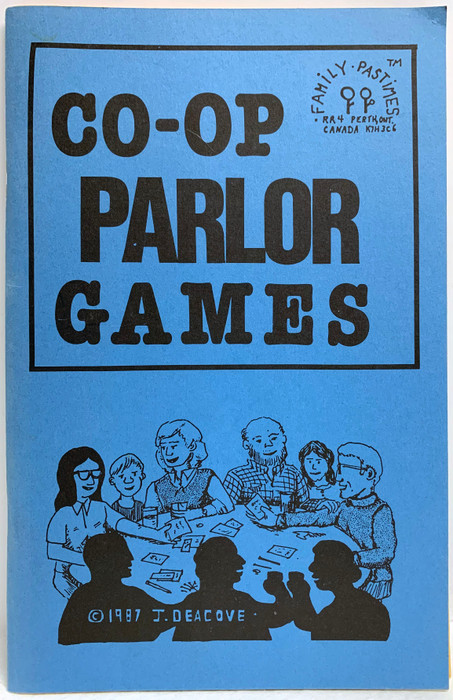 CO-OP
PARLOR
GAMES
FAMILY·PASTIMES
TM
·RR4 PERTH,ONT.
CANADA K7H3C6
©1987 J. DEACOVE·